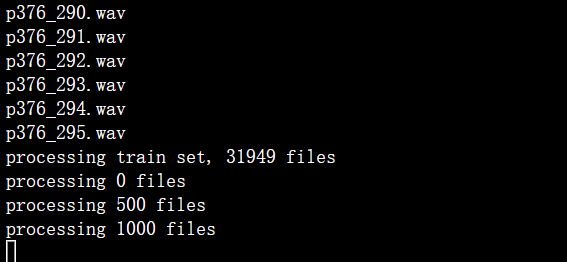 p376_290.wav
p376_291.wav
p376_292.wav
p376_293.wav
p376_294.wav
p376_295.wav
processing train set, 31949 files
processing 0 files
processing 500 files
processing 1000 files